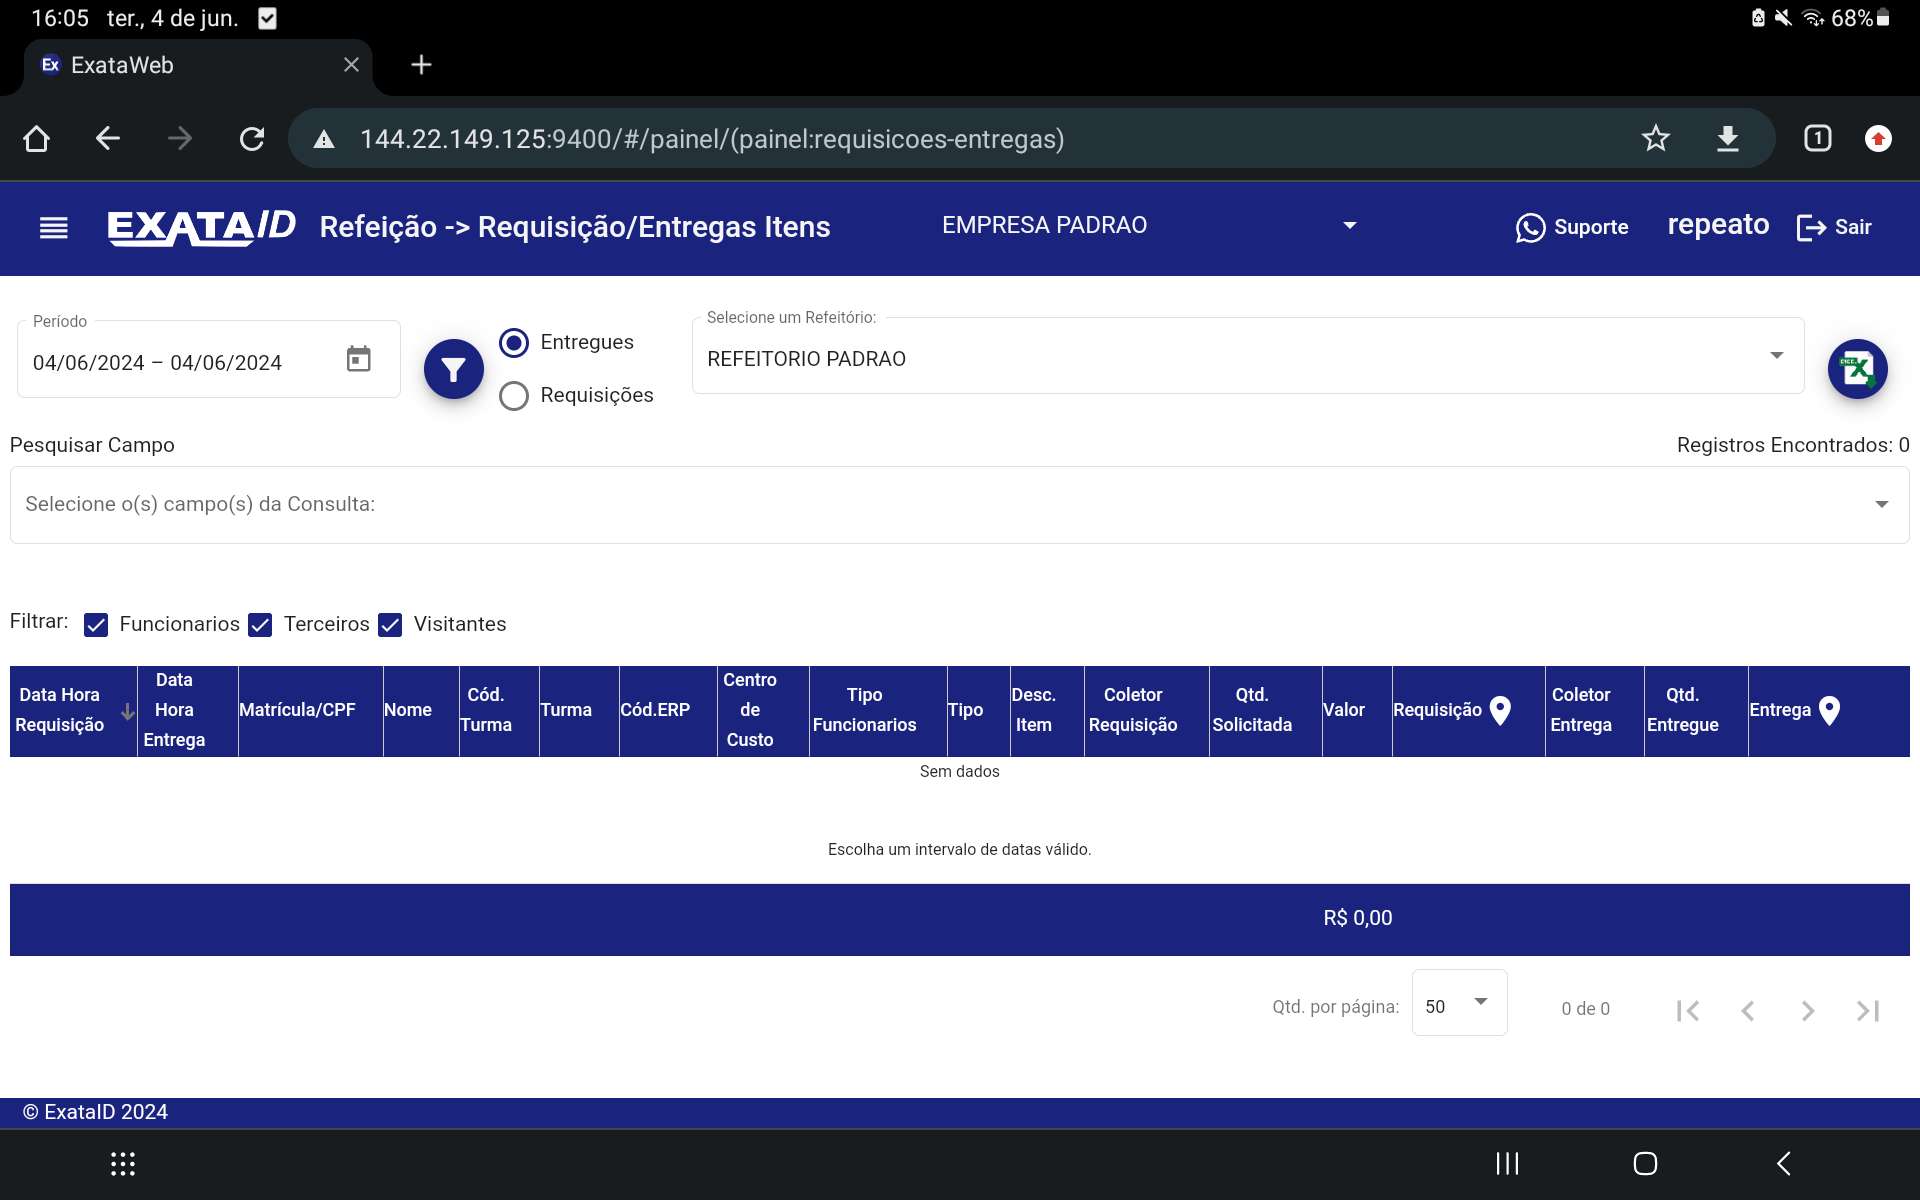 16:05 ter., 4 de jun.
68%
Ex ExataWeb
144.22.149.125:9400/#/painel/(painel:requisicoes-entregas)
1
EXATAID Refeição -> Requisição/Entregas Itens
EMPRESA PADRAO
Suporte
repeato
Sair
Período
04/06/2024 – 04/06/2024
Entregues
Requisições
Selecione um Refeitório:
REFEITORIO PADRAO
Pesquisar Campo
Registros Encontrados: 0
Selecione o(s) campo(s) da Consulta:
Filtrar: Funcionarios Terceiros Visitantes
Data Hora
Requisição
Data
Hora
Entrega
Matrícula/CPF
Nome
Cód.
Turma
Turma
Cód.ERP
Centro
de
Custo
Tipo
Funcionarios
Tipo
Desc.
Item
Coletor
Requisição
Qtd.
Solicitada
Valor
Requisição
Coletor
Entrega
Qtd.
Entregue
Entrega
Sem dados
Escolha um intervalo de datas válido.
R$ 0,00
Qtd. por página: 50
0 de 0
© ExataID 2024